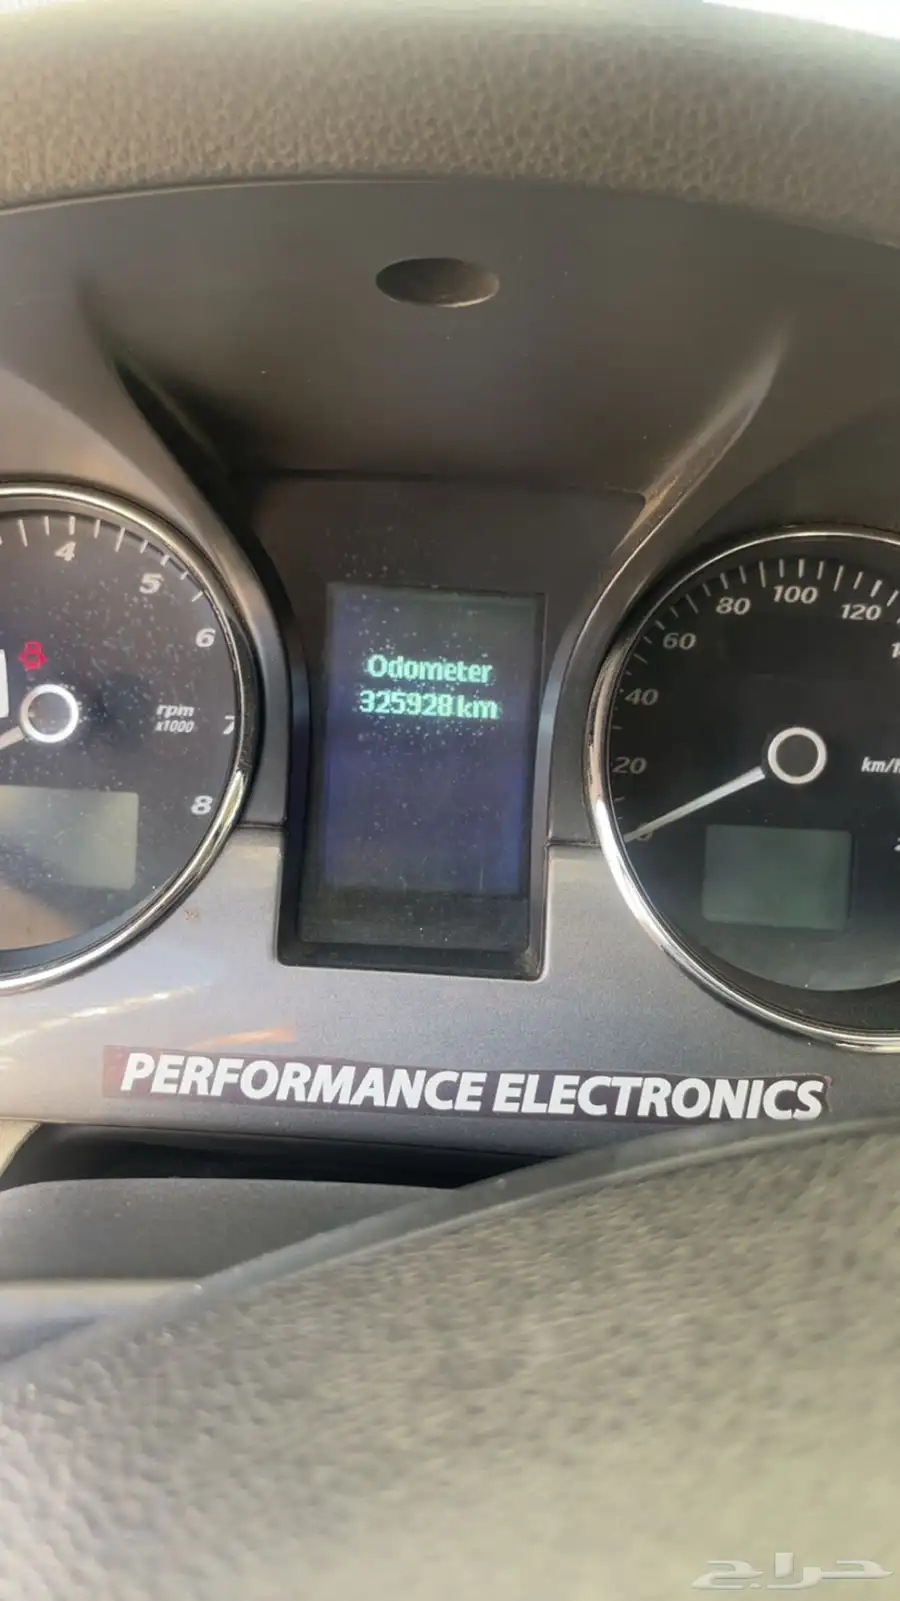 4
5
6
7
8
rpm
x1000
Odometer
325928 km
20
40
60
80
100
120
km/h
PERFORMANCE ELECTRONICS
حراج